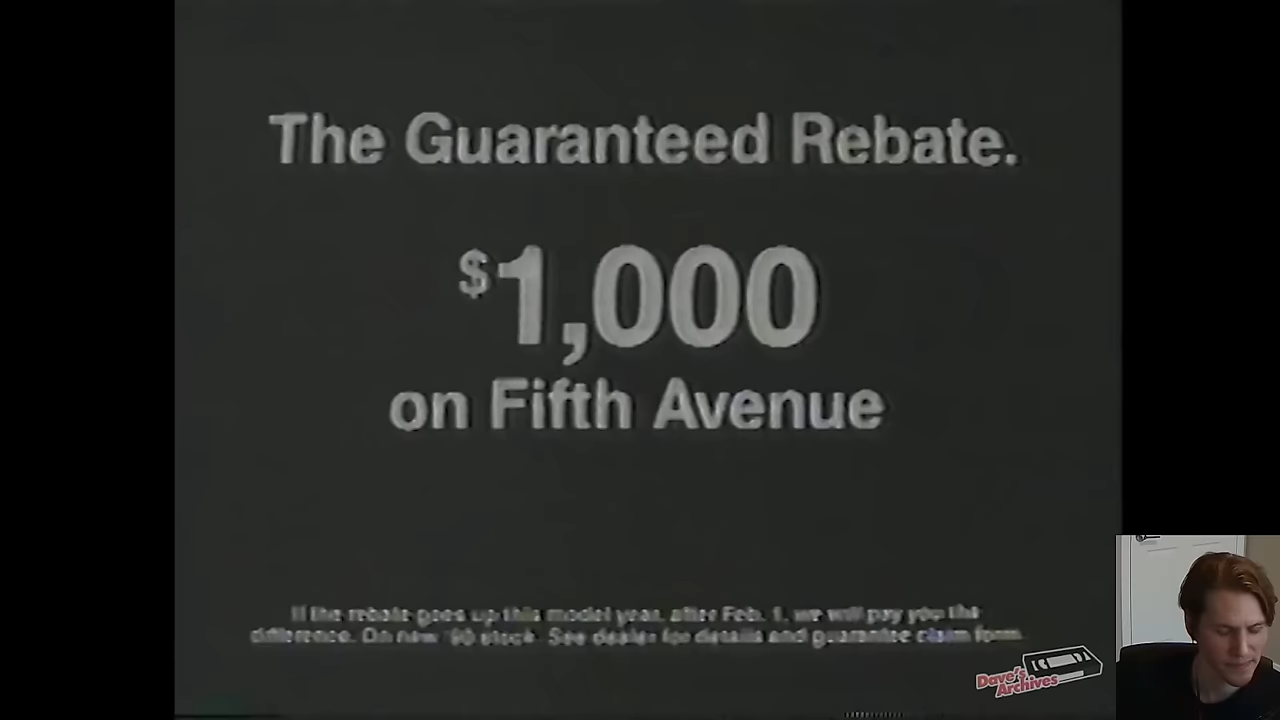 The Guaranteed Rebate.
$1,000
on Fifth Avenue
If the rebate goes up this model year, after Feb. 1, we will pay you the
difference. On new '90 stock. See dealer for details and guarantee claim form.
Dave's
Archives